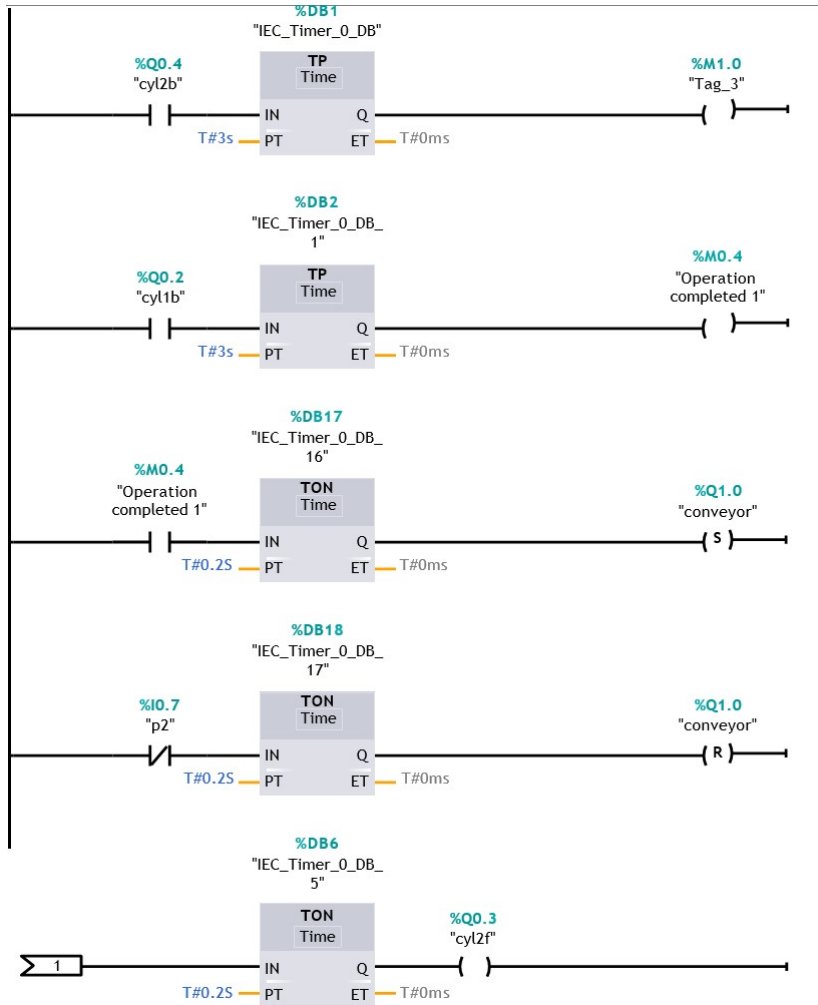 %DB1
"IEC_Timer_0_DB"
%Q0.4
"cyl2b"
TP
Time
%M1.0
"Tag_3"
IN
Q
T#3s
PT
ET
T#0ms
%DB2
"IEC_Timer_0_DB_
1"
%Q0.2
"cyl1b"
TP
Time
%M0.4
"Operation
completed 1"
IN
Q
T#3s
PT
ET
T#0ms
%DB17
"IEC_Timer_0_DB_
16"
%M0.4
"Operation
completed 1"
TON
Time
%Q1.0
"conveyor"
IN
Q
S
T#0.2S
PT
ET
T#0ms
%DB18
"IEC_Timer_0_DB_
17"
%I0.7
"p2"
TON
Time
%Q1.0
"conveyor"
IN
Q
R
T#0.2S
PT
ET
T#0ms
%DB6
"IEC_Timer_0_DB_
5"
TON
Time
%Q0.3
"cyl2f"
1
IN
Q
T#0.2S
PT
ET
T#0ms